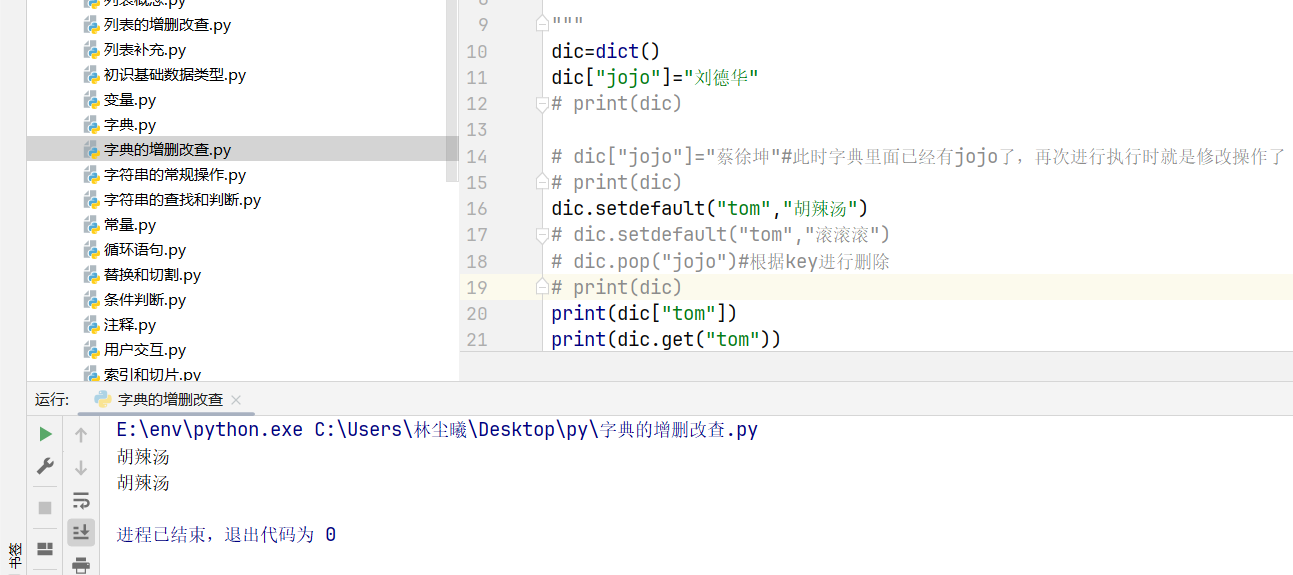 列表概念.py
列表的增删改查.py
列表补充.py
初识基础数据类型.py
变量.py
字典.py
字典的增删改查.py
字符串的常规操作.py
字符串的查找和判断.py
常量.py
循环语句.py
替换和切割.py
条件判断.py
注释.py
用户交互.py
索引和切片.py
8
9 """
10 dic=dict()
11 dic["jojo"]="刘德华"
12 # print(dic)
13
14 # dic["jojo"]="蔡徐坤"#此时字典里面已经有jojo了，再次进行执行时就是修改操作了
15 # print(dic)
16 dic.setdefault("tom","胡辣汤")
17 # dic.setdefault("tom","滚滚滚")
18 # dic.pop("jojo")#根据key进行删除
19 # print(dic)
20 print(dic["tom"])
21 print(dic.get("tom"))
运行: 字典的增删改查
E:\env\python.exe C:\Users\林尘曦\Desktop\py\字典的增删改查.py
胡辣汤
胡辣汤
进程已结束，退出代码为 0
书签